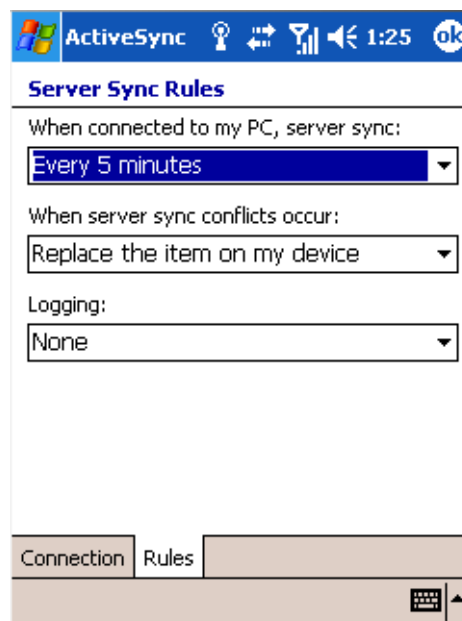 ActiveSync 1:25 ok
Server Sync Rules
When connected to my PC, server sync:
Every 5 minutes
When server sync conflicts occur:
Replace the item on my device
Logging:
None
Connection Rules